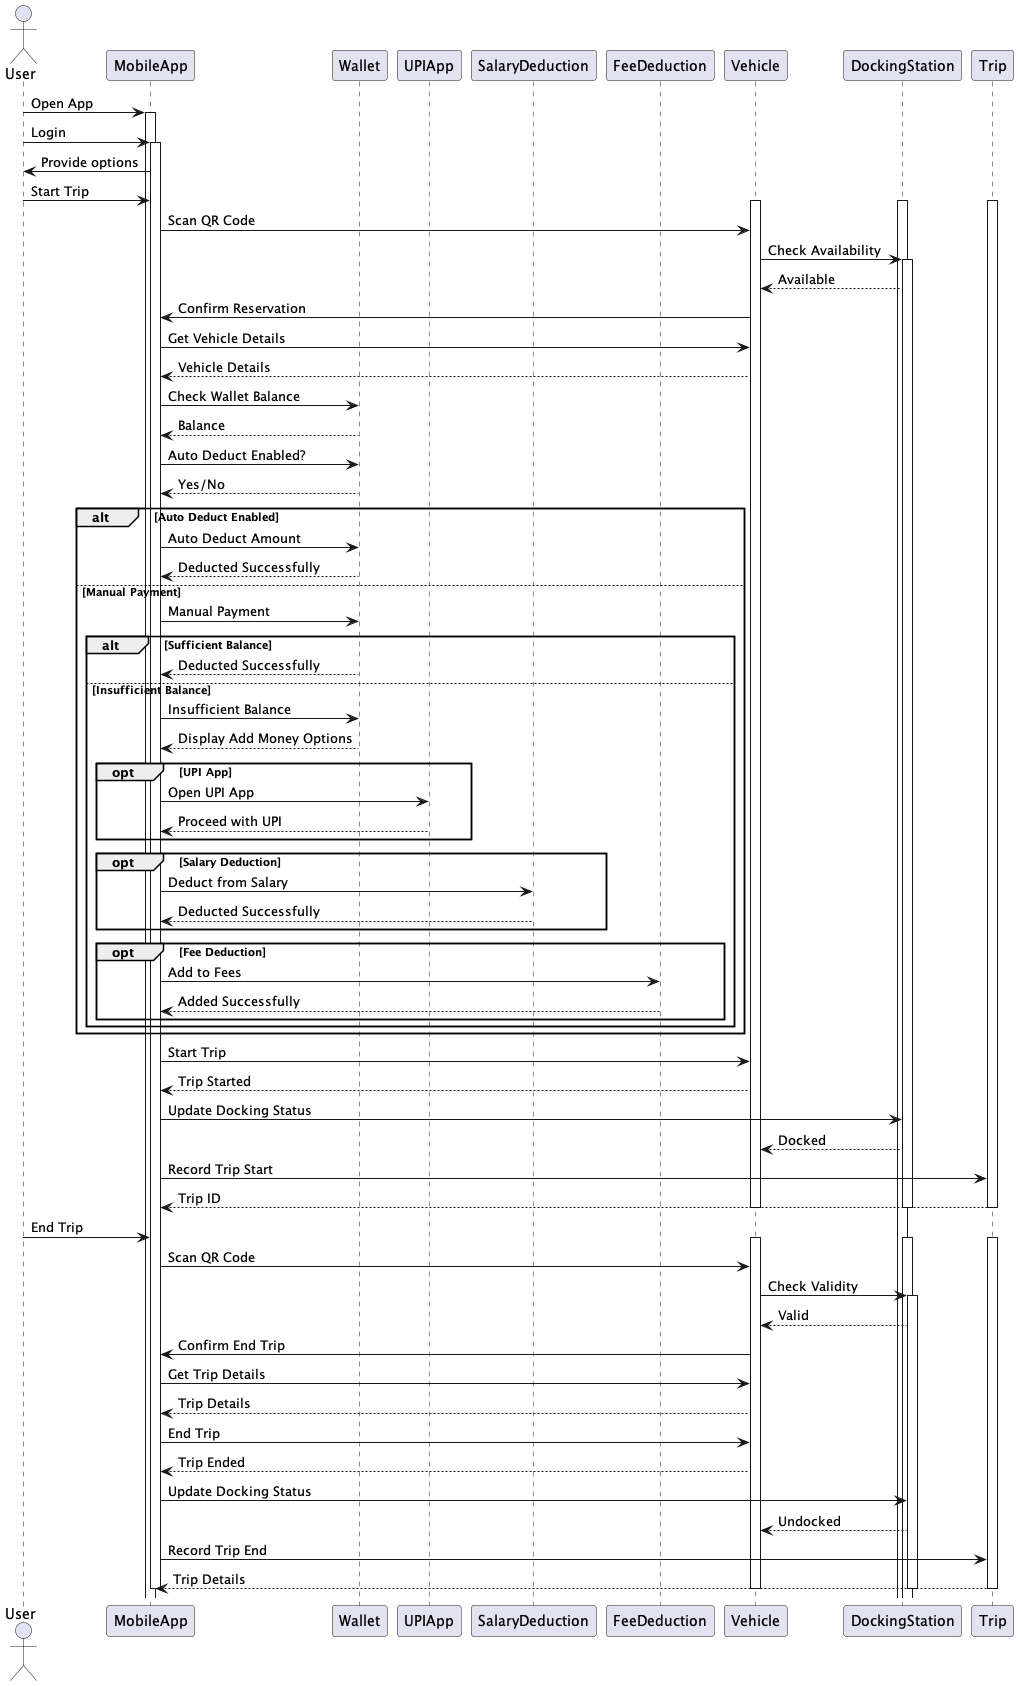 User
MobileApp
Wallet
UPIApp
SalaryDeduction
FeeDeduction
Vehicle
DockingStation
Trip
Open App
Login
Provide options
Start Trip
Scan QR Code
Check Availability
Available
Confirm Reservation
Get Vehicle Details
Vehicle Details
Check Wallet Balance
Balance
Auto Deduct Enabled?
Yes/No
alt [Auto Deduct Enabled]
Auto Deduct Amount
Deducted Successfully
[Manual Payment]
Manual Payment
alt [Sufficient Balance]
Deducted Successfully
[Insufficient Balance]
Insufficient Balance
Display Add Money Options
opt [UPI App]
Open UPI App
Proceed with UPI
opt [Salary Deduction]
Deduct from Salary
Deducted Successfully
opt [Fee Deduction]
Add to Fees
Added Successfully
Start Trip
Trip Started
Update Docking Status
Docked
Record Trip Start
Trip ID
End Trip
Scan QR Code
Check Validity
Valid
Confirm End Trip
Get Trip Details
Trip Details
End Trip
Trip Ended
Update Docking Status
Undocked
Record Trip End
Trip Details
User
MobileApp
Wallet
UPIApp
SalaryDeduction
FeeDeduction
Vehicle
DockingStation
Trip